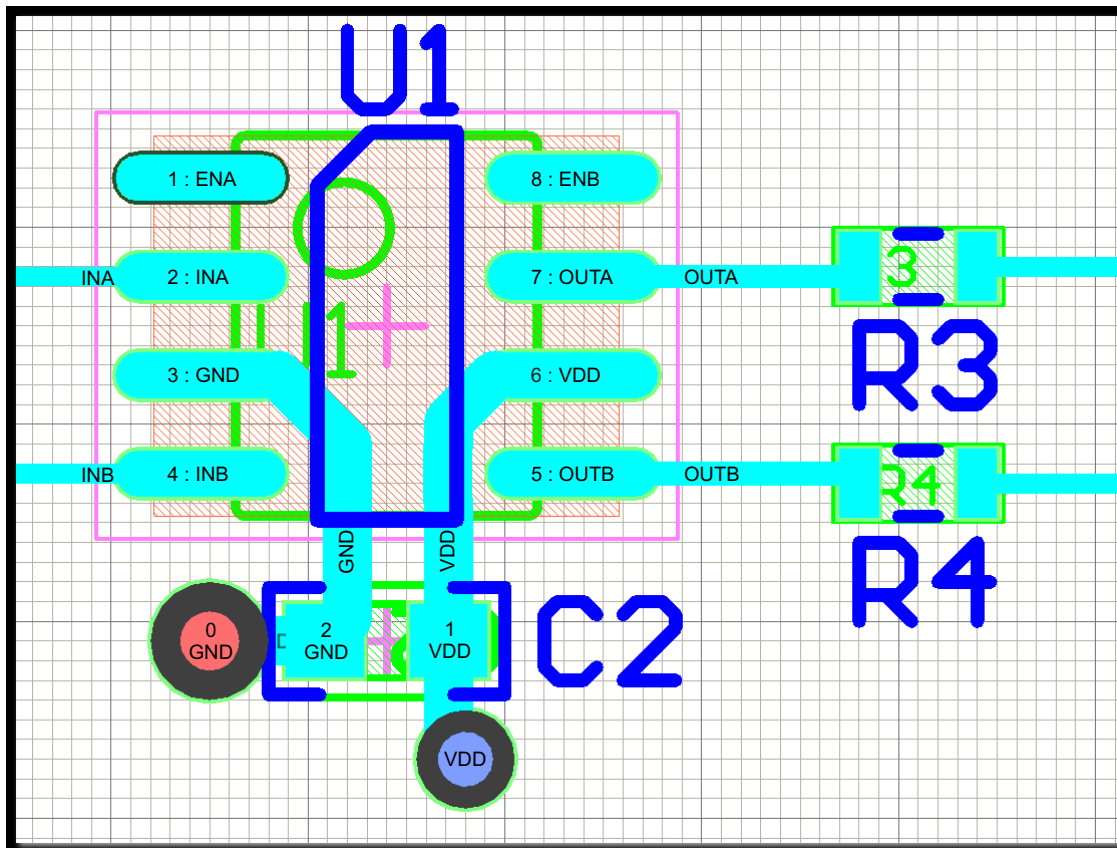 U1
1 : ENA
8 : ENB
INA
2 : INA
7 : OUTA
OUTA
3
R3
3 : GND
6 : VDD
INB
4 : INB
5 : OUTB
OUTB
R4
R4
GND
VDD
0
GND
2
GND
1
VDD
C2
VDD